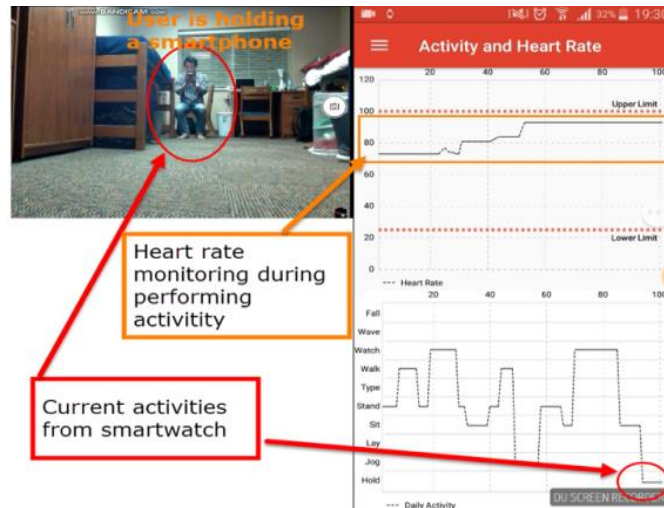 www.BANDICAM.com
User is holding
a smartphone
32% 19:30
Activity and Heart Rate
20 40 60 80 100
120
100
80
60
40
20
0
Upper Limit
Lower Limit
--- Heart Rate
20 40 60 80 100
Fall
Wave
Watch
Walk
Type
Stand
Sit
Lay
Jog
Hold
--- Daily Activity
DU SCREEN RECORDER
Heart rate
monitoring during
performing
activitity
Current activities
from smartwatch